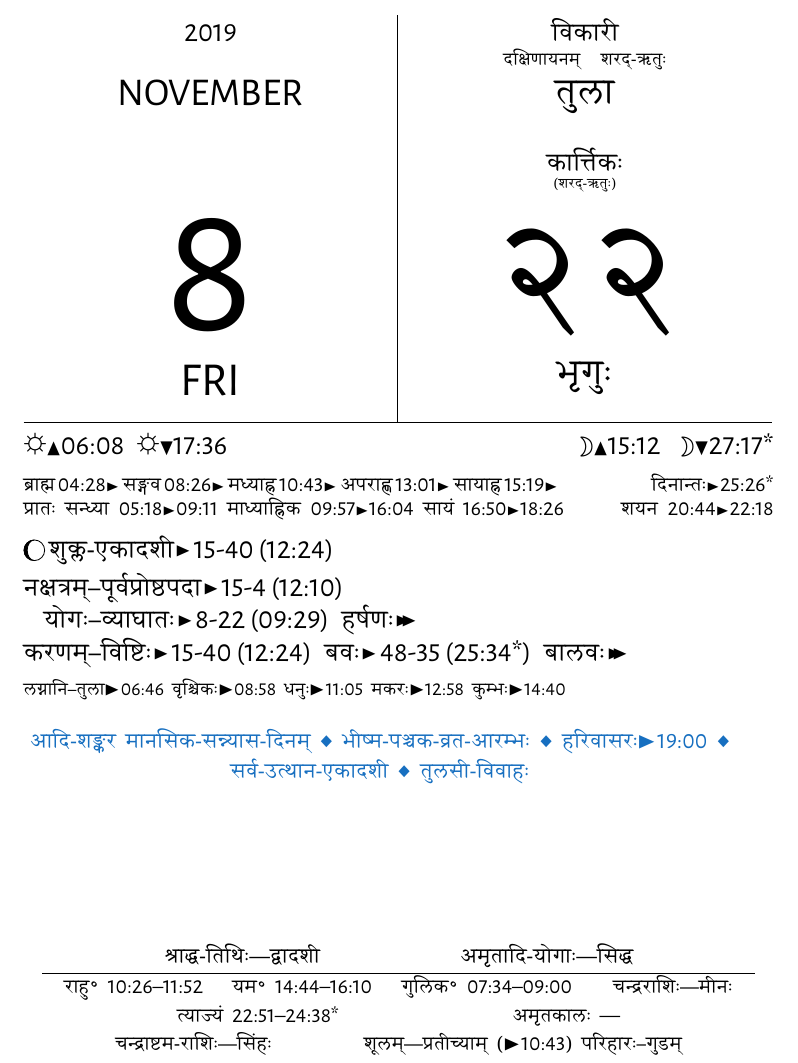 2019
NOVEMBER
8
FRI
विकारी
दक्षिणायनम् शरद्-ऋतुः
तुला
कार्त्तिकः
(शरद्-ऋतुः)
२२
भृगुः
☼▲06:08 ☼▼17:36 ☽▲15:12 ☽▼27:17*
ब्राह्म 04:28► सङ्गव 08:26► मध्याह्न 10:43► अपराह्ण 13:01► सायाह्न 15:19► दिनान्तः►25:26*
प्रातः सन्ध्या 05:18►09:11 माध्याह्निक 09:57►16:04 सायं 16:50►18:26 शयन 20:44►22:18
शुक्ल-एकादशी►15-40 (12:24)
नक्षत्रम्–पूर्वप्रोष्ठपदा►15-4 (12:10)
योगः–व्याघातः►8-22 (09:29) हर्षणः►►
करणम्–विष्टिः►15-40 (12:24) बवः►48-35 (25:34*) बालवः►►
लग्नानि–तुला►06:46 वृश्चिकः►08:58 धनुः►11:05 मकरः►12:58 कुम्भः►14:40
आदि-शङ्कर मानसिक-सन्न्यास-दिनम् ◆ भीष्म-पञ्चक-व्रत-आरम्भः ◆ हरिवासरः►19:00 ◆
सर्व-उत्थान-एकादशी ◆ तुलसी-विवाहः
श्राद्ध-तिथिः—द्वादशी अमृतादि-योगाः—सिद्ध
राहु॰ 10:26–11:52 यम॰ 14:44–16:10 गुलिक॰ 07:34–09:00 चन्द्रराशिः—मीनः
त्याज्यं 22:51–24:38* अमृतकालः —
चन्द्राष्टम-राशिः—सिंहः शूलम्—प्रतीच्याम् (►10:43) परिहारः–गुडम्